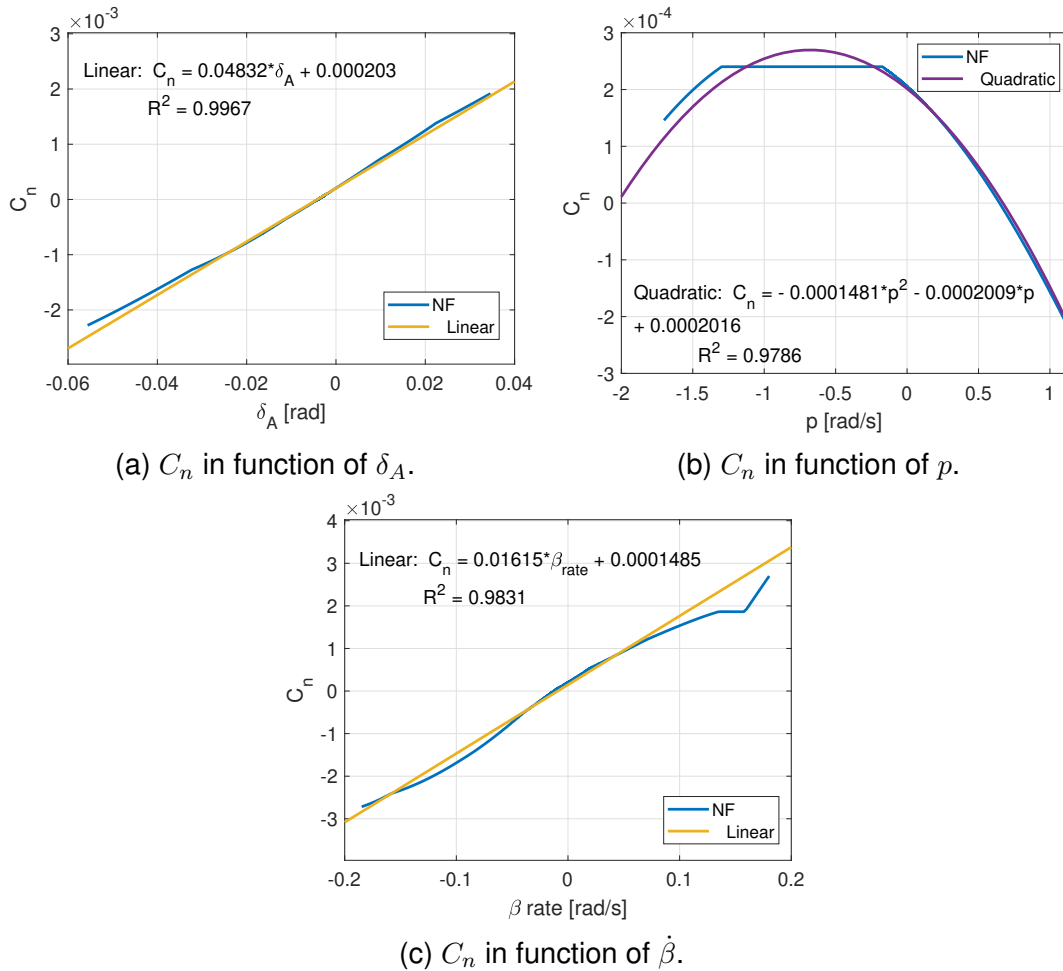 ×10⁻³
3
2
1
0
-1
-2
C_n
Linear: C_n = 0.04832*δ_A + 0.000203
R² = 0.9967
NF
Linear
-0.06
-0.04
-0.02
0
0.02
0.04
δ_A [rad]
(a) C_n in function of δ_A.
×10⁻⁴
3
2
1
0
-1
-2
-3
C_n
NF
Quadratic
Quadratic: C_n = - 0.0001481*p² - 0.0002009*p
+ 0.0002016
R² = 0.9786
-2
-1.5
-1
-0.5
0
0.5
1
p [rad/s]
(b) C_n in function of p.
×10⁻³
4
3
2
1
0
-1
-2
-3
C_n
Linear: C_n = 0.01615*β_rate + 0.0001485
R² = 0.9831
NF
Linear
-0.2
-0.1
0
0.1
0.2
β rate [rad/s]
(c) C_n in function of β̇.